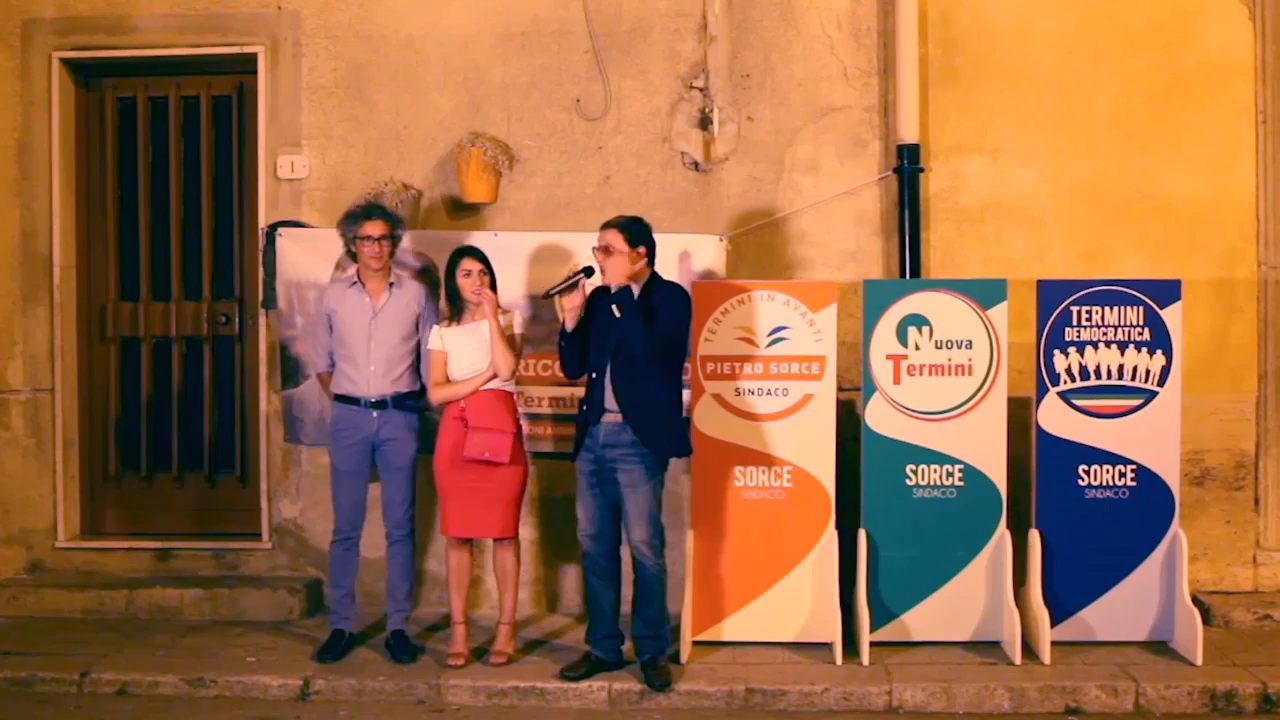 TERMINI IN AVANTI
PIETRO SORCE
SINDACO
SORCE
SINDACO
Nuova
Termini
SORCE
SINDACO
TERMINI
DEMOCRATICA
SORCE
SINDACO